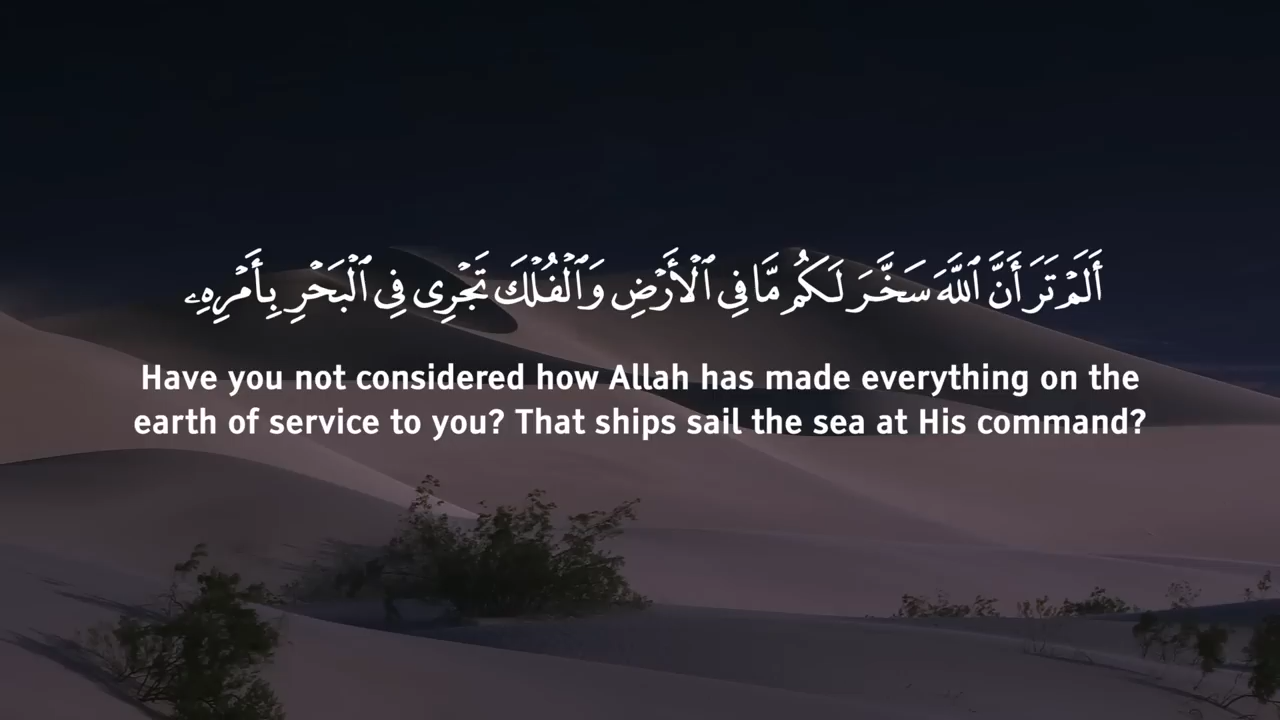 أَلَمْ تَرَ أَنَّ ٱللَّهَ سَخَّرَ لَكُم مَّا فِى ٱلْأَرْضِ وَٱلْفُلْكَ تَجْرِى فِى ٱلْبَحْرِ بِأَمْرِهِۦ
Have you not considered how Allah has made everything on the
earth of service to you? That ships sail the sea at His command?